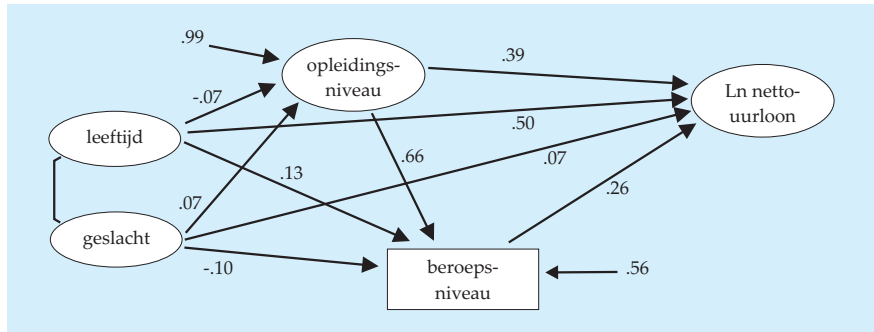 .99
opleidings-
niveau
.39
Ln netto-
uurloon
-.07
leeftijd
.50
.07
.66
.13
.07
.26
geslacht
-.10
beroeps-
niveau
.56